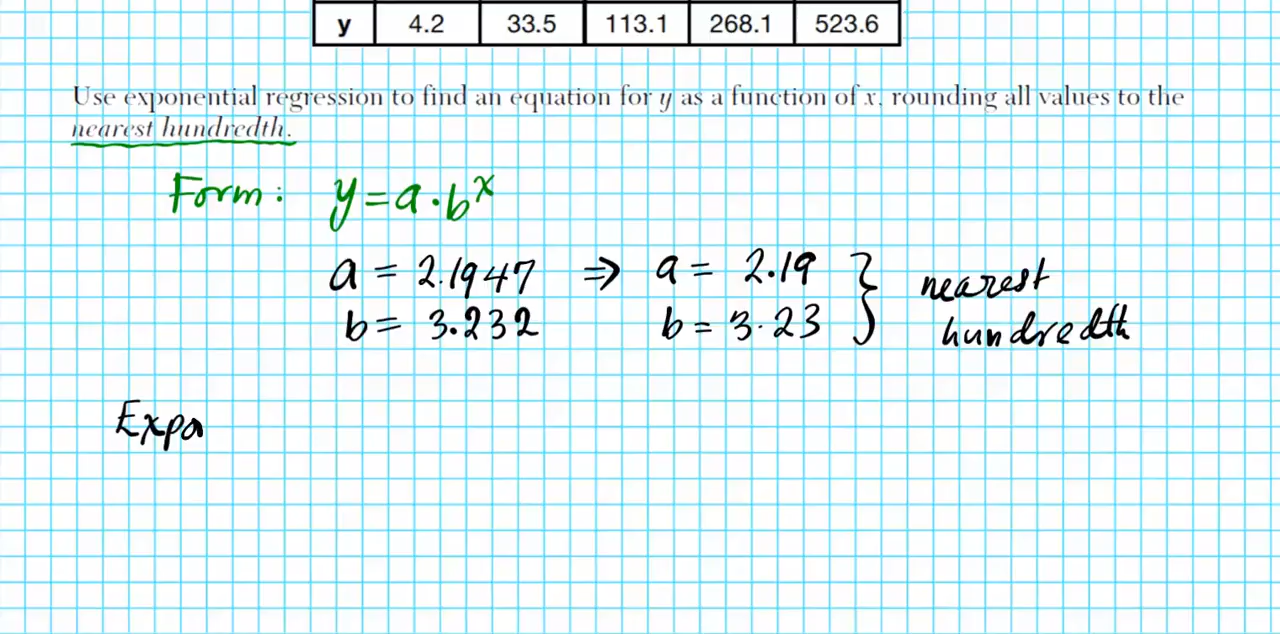 y 4.2 33.5 113.1 268.1 523.6
Use exponential regression to find an equation for y as a function of x, rounding all values to the
nearest hundredth.
Form: y = a · b^x
a = 2.1947 ⇒ a = 2.19 } nearest
b = 3.232 b = 3.23 hundredth
Expo